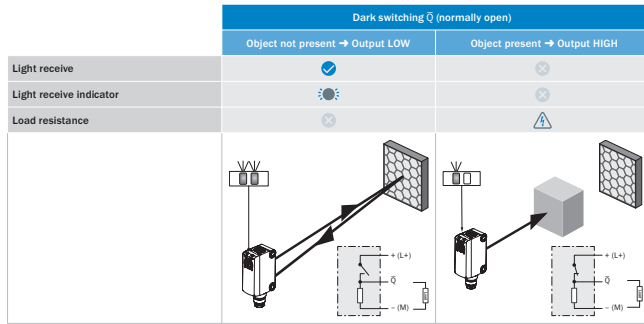 Dark switching Q̅ (normally open)
Object not present ➔ Output LOW
Object present ➔ Output HIGH
Light receive
Light receive indicator
Load resistance
+ (L+)
Q̅
– (M)
+ (L+)
Q̅
– (M)